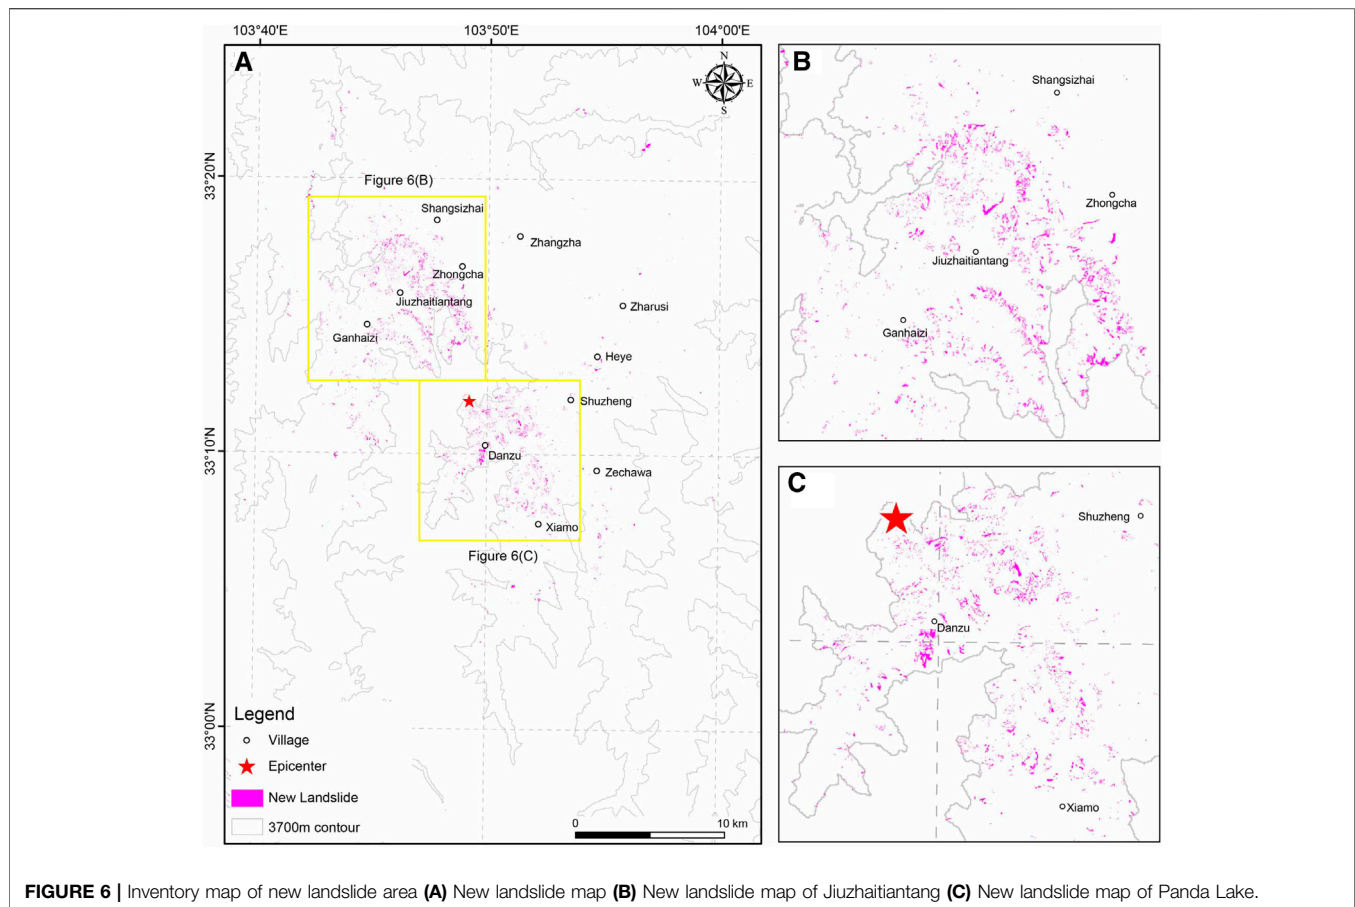 103°40'E
103°50'E
104°00'E
A
N
W
E
S
33°20'N
33°10'N
33°00'N
Figure 6(B)
Shangsizhai
Zhangzha
Zhongcha
Jiuzhaitiantang
Zharusi
Ganhaizi
Heye
Shuzheng
Danzu
Zechawa
Xiamo
Figure 6(C)
Legend
Village
Epicenter
New Landslide
3700m contour
0
10 km
B
Shangsizhai
Zhongcha
Jiuzhaitiantang
Ganhaizi
C
Shuzheng
Danzu
Xiamo
FIGURE 6 | Inventory map of new landslide area (A) New landslide map (B) New landslide map of Jiuzhaitiantang (C) New landslide map of Panda Lake.